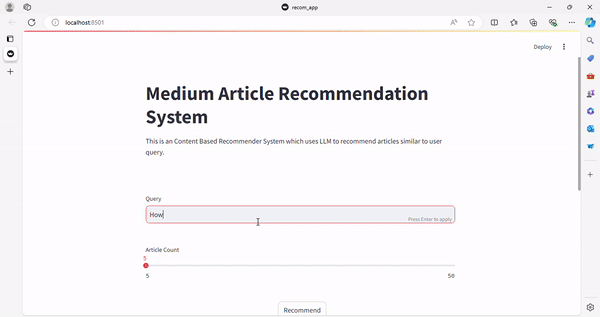 recom_app
localhost:8501
Deploy
Medium Article Recommendation
System
This is an Content Based Recommender System which uses LLM to recommend articles similar to user
query.
Query
How
Press Enter to apply
Article Count
5
5 50
Recommend